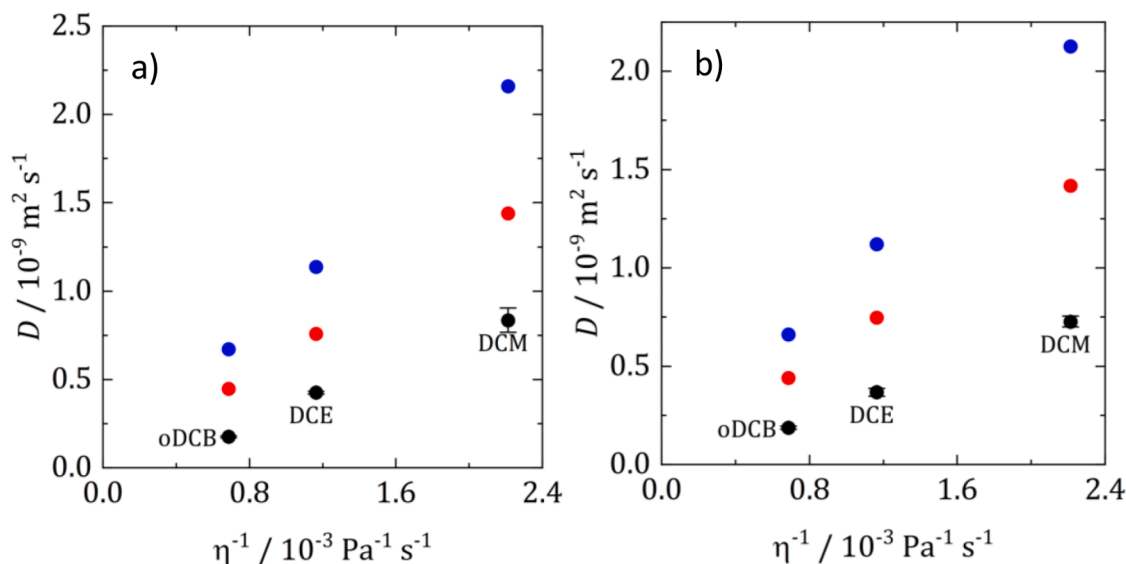 a)
2.5
2.0
1.5
1.0
0.5
0.0
D / 10⁻⁹ m² s⁻¹
oDCB
DCE
DCM
0.0
0.8
1.6
2.4
η⁻¹ / 10⁻³ Pa⁻¹ s⁻¹
b)
2.0
1.5
1.0
0.5
0.0
D / 10⁻⁹ m² s⁻¹
oDCB
DCE
DCM
0.0
0.8
1.6
2.4
η⁻¹ / 10⁻³ Pa⁻¹ s⁻¹